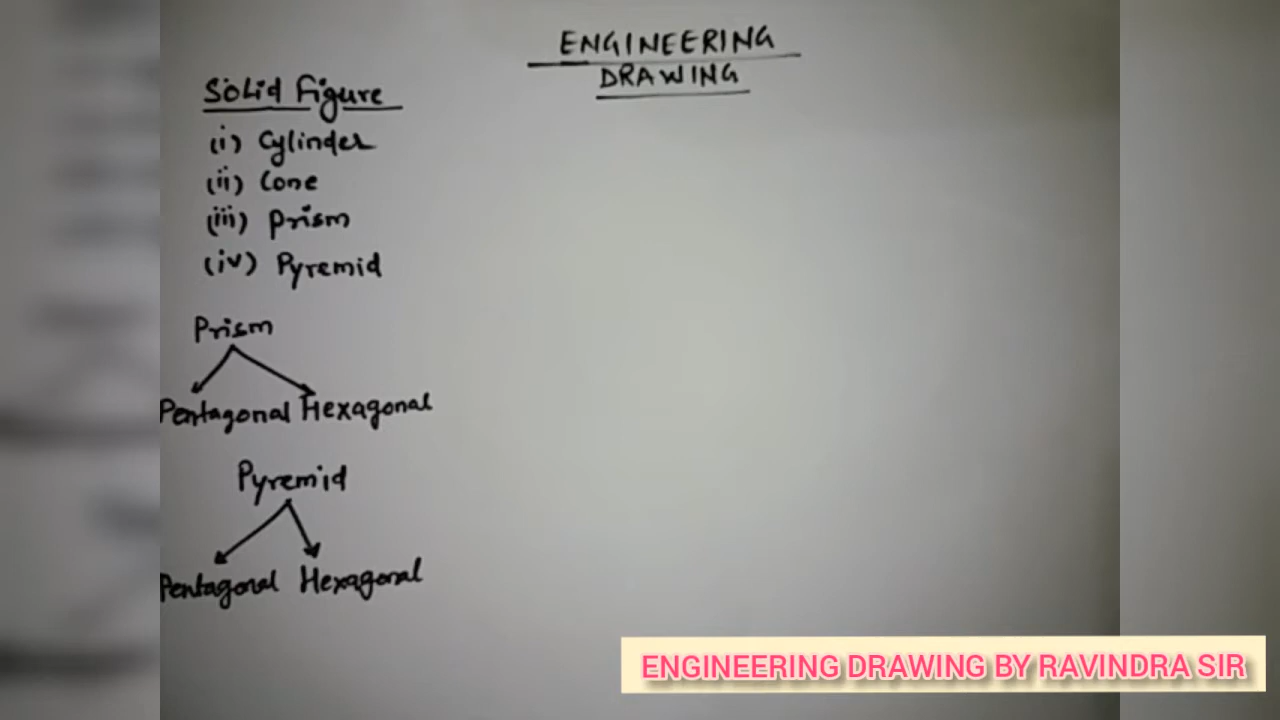 ENGINEERING
DRAWING
Solid Figure
(i) Cylinder
(ii) Cone
(iii) Prism
(iv) Pyremid
Prism
Pentagonal Hexagonal
Pyremid
Pentagonal Hexagonal
ENGINEERING DRAWING BY RAVINDRA SIR